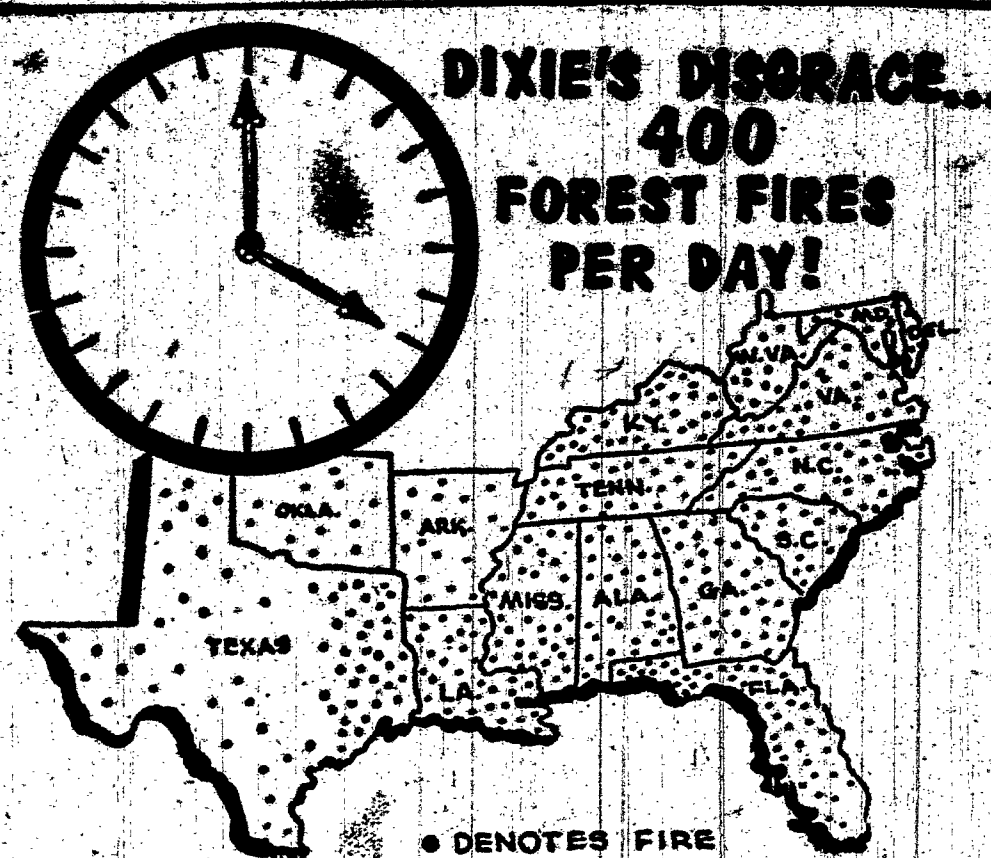 DIXIE'S DISGRACE...
400
FOREST FIRES
PER DAY!
MD.
DEL.
W.VA.
VA.
KY.
N.C.
TENN.
OKLA.
ARK.
S.C.
MISS.
ALA.
GA.
TEXAS
LA.
FLA.
● DENOTES FIRE